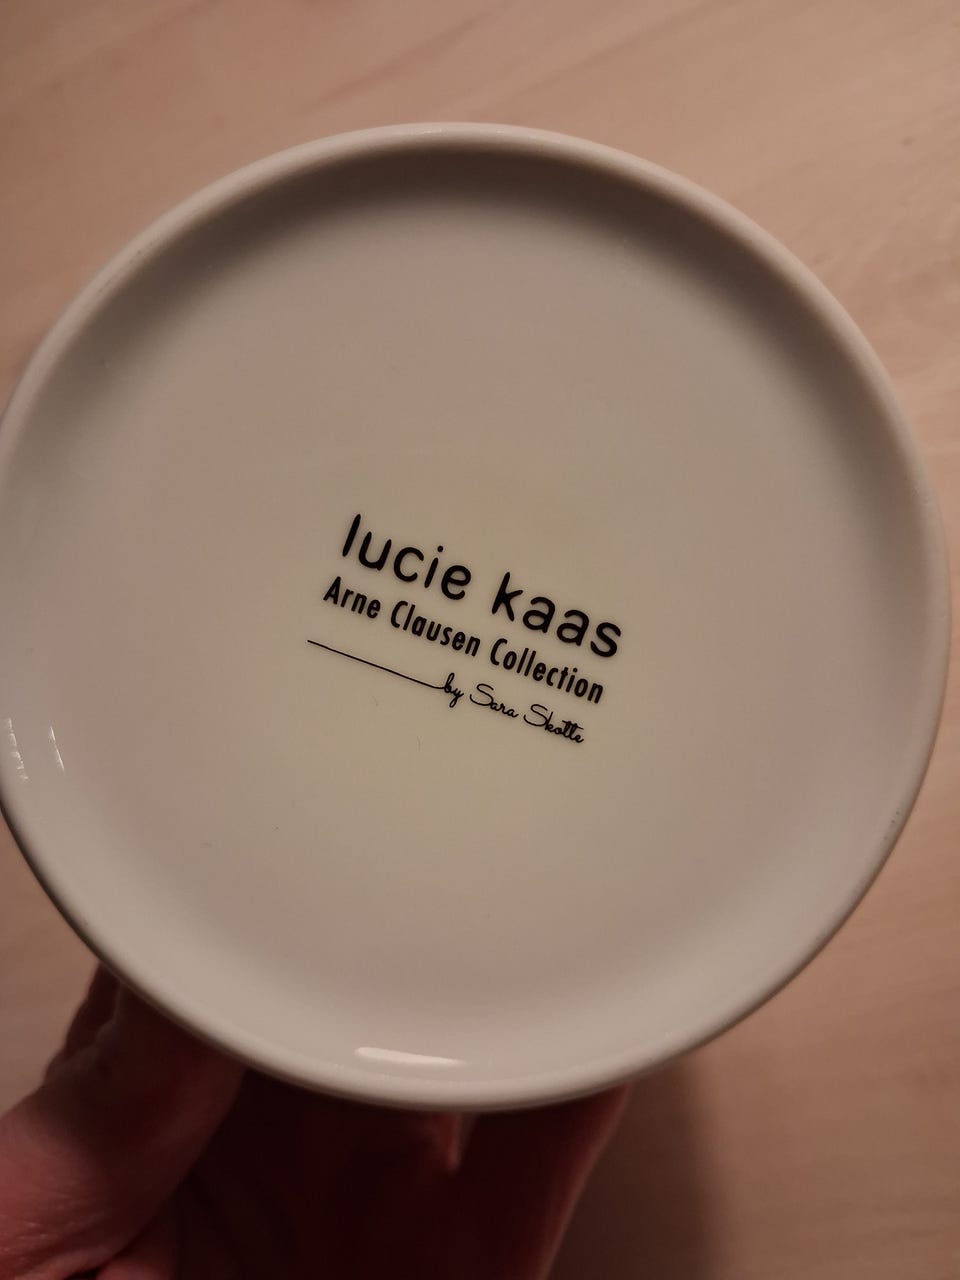 lucie kaas
Arne Clausen Collection
by Sara Skotte